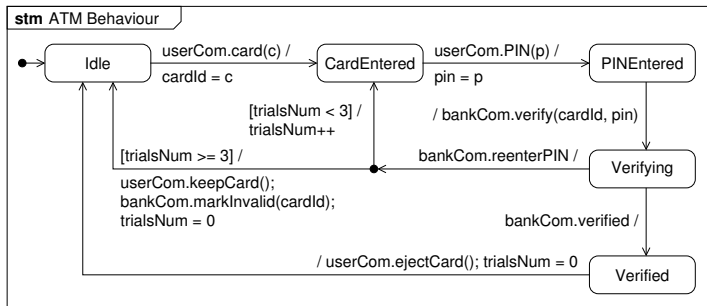 stm ATM Behaviour
userCom.card(c) /
userCom.PIN(p) /
Idle
CardEntered
PINEntered
cardId = c
pin = p
[trialsNum < 3] /
trialsNum++
/ bankCom.verify(cardId, pin)
[trialsNum >= 3] /
bankCom.reenterPIN /
Verifying
userCom.keepCard();
bankCom.markInvalid(cardId);
trialsNum = 0
bankCom.verified /
/ userCom.ejectCard(); trialsNum = 0
Verified